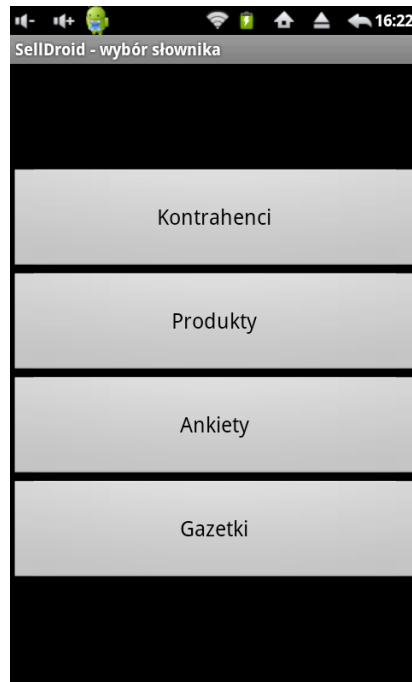 16:22
SellDroid - wybór słownika
Kontrahenci
Produkty
Ankiety
Gazetki